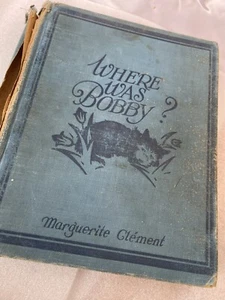 WHERE
WAS
BOBBY?
Marguerite Clément